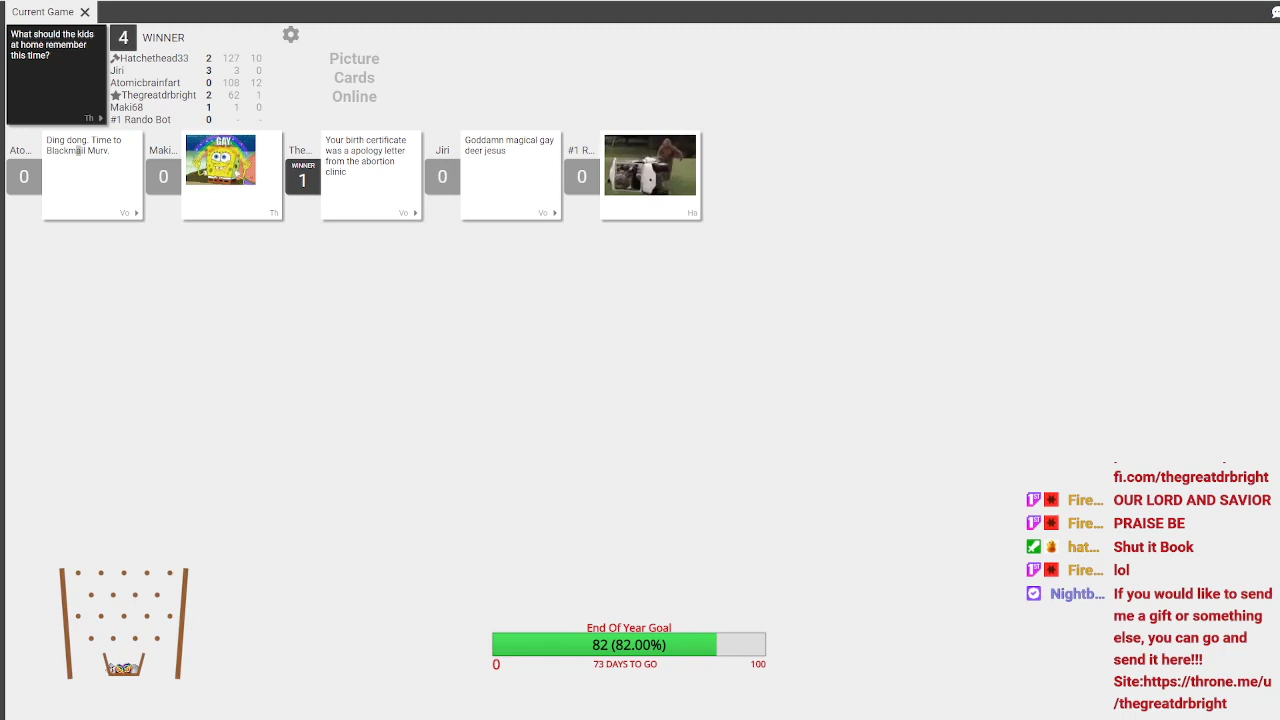 Current Game
What should the kids
at home remember
this time?
Th
4 WINNER
Hatchethead33 2 127 10
Jiri 3 3 0
Atomicbrainfart 0 108 12
Thegreatdrbright 2 62 1
Maki68 1 1 0
#1 Rando Bot 0 - -
Picture
Cards
Online
Ato...
0
Ding dong. Time to
Blackmail Murv.
Vo
Maki...
0
GAY
Th
The...
WINNER
1
Your birth certificate
was a apology letter
from the abortion
clinic
Vo
Jiri
0
Goddamn magical gay
deer jesus
Vo
#1 R...
0
Ha
fi.com/thegreatdrbright
Fire... OUR LORD AND SAVIOR
Fire... PRAISE BE
hat... Shut it Book
Fire... lol
Nightb... If you would like to send
me a gift or something
else, you can go and
send it here!!!
Site:https://throne.me/u
/thegreatdrbright
End Of Year Goal
82 (82.00%)
0 73 DAYS TO GO 100